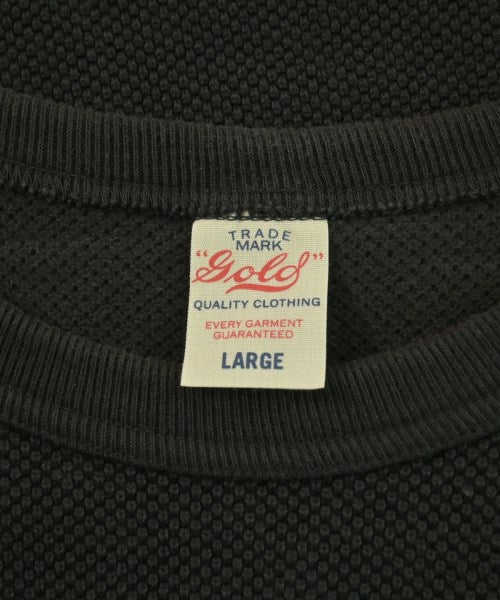 TRADE
MARK
"Gold"
QUALITY CLOTHING
EVERY GARMENT
GUARANTEED
LARGE